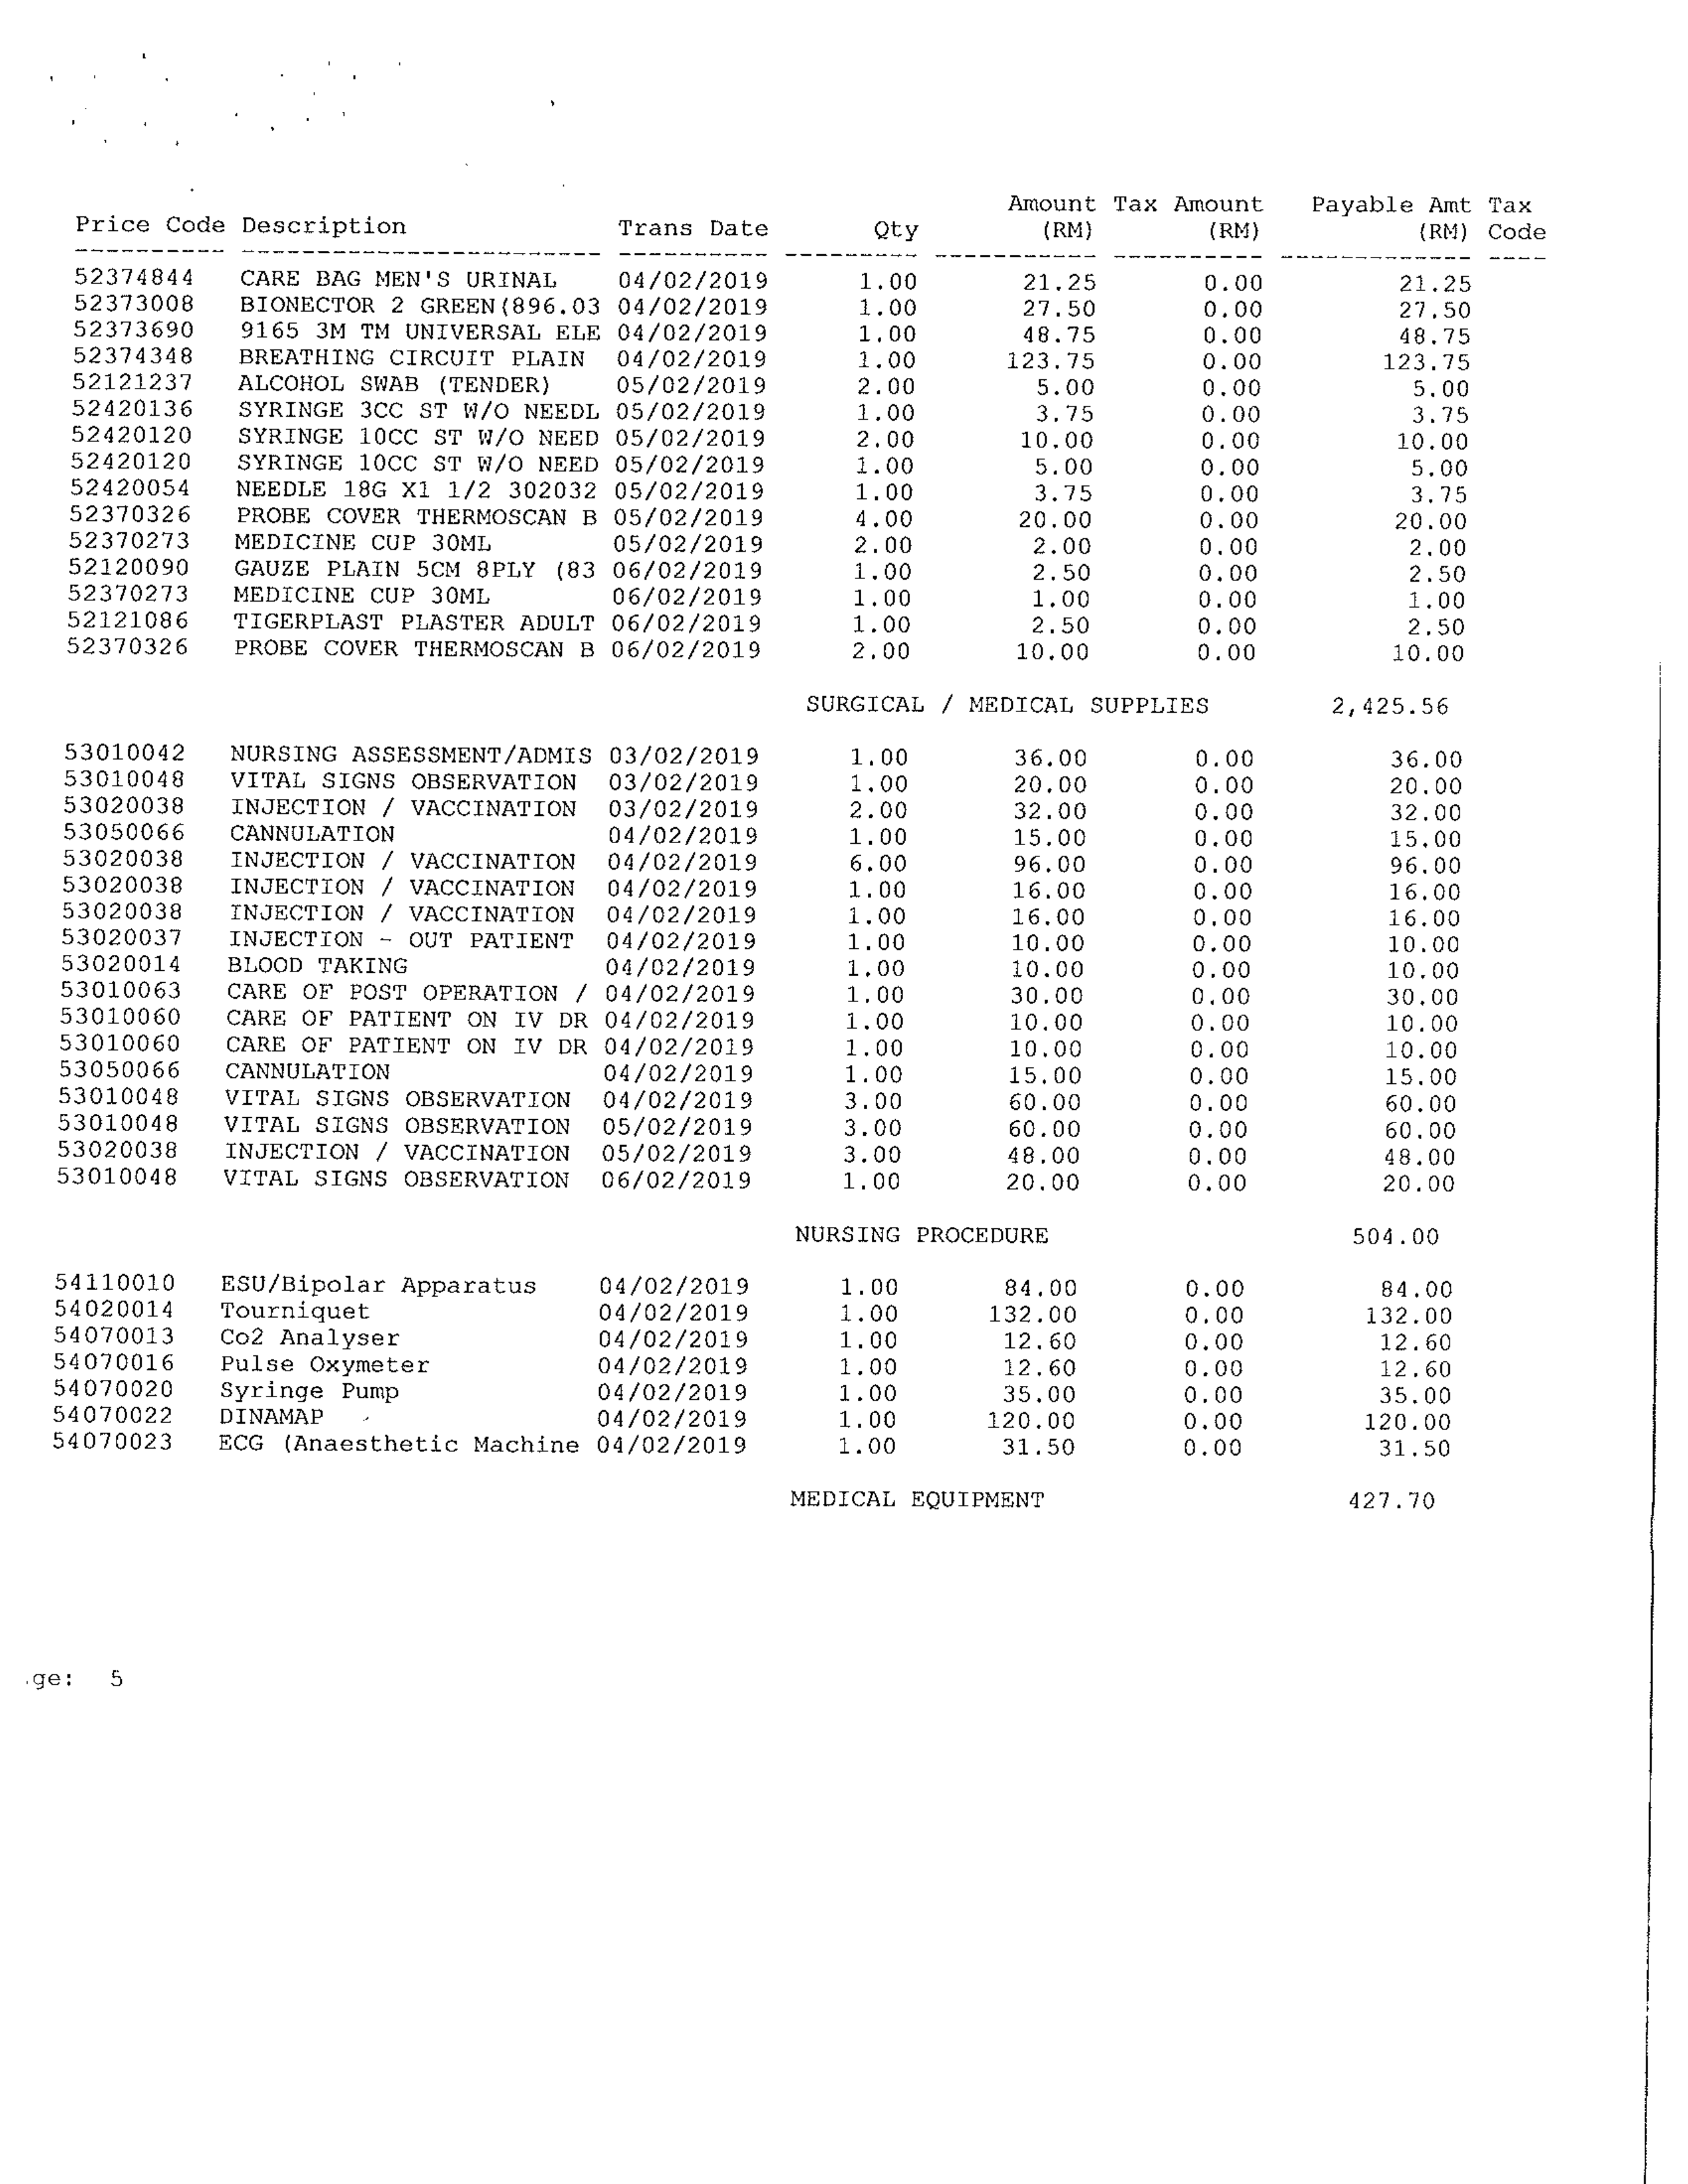 Amount Tax Amount Payable Amt Tax
Price Code Description Trans Date Qty (RM) (RM) (RM) Code
52374844 CARE BAG MEN'S URINAL 04/02/2019 1.00 21.25 0.00 21.25
52373008 BIONECTOR 2 GREEN(896.03 04/02/2019 1.00 27.50 0.00 27.50
52373690 9165 3M TM UNIVERSAL ELE 04/02/2019 1.00 48.75 0.00 48.75
52374348 BREATHING CIRCUIT PLAIN 04/02/2019 1.00 123.75 0.00 123.75
52121237 ALCOHOL SWAB (TENDER) 05/02/2019 2.00 5.00 0.00 5.00
52420136 SYRINGE 3CC ST W/O NEEDL 05/02/2019 1.00 3.75 0.00 3.75
52420120 SYRINGE 10CC ST W/O NEED 05/02/2019 2.00 10.00 0.00 10.00
52420120 SYRINGE 10CC ST W/O NEED 05/02/2019 1.00 5.00 0.00 5.00
52420054 NEEDLE 18G X1 1/2 302032 05/02/2019 1.00 3.75 0.00 3.75
52370326 PROBE COVER THERMOSCAN B 05/02/2019 4.00 20.00 0.00 20.00
52370273 MEDICINE CUP 30ML 05/02/2019 2.00 2.00 0.00 2.00
52120090 GAUZE PLAIN 5CM 8PLY (83 06/02/2019 1.00 2.50 0.00 2.50
52370273 MEDICINE CUP 30ML 06/02/2019 1.00 1.00 0.00 1.00
52121086 TIGERPLAST PLASTER ADULT 06/02/2019 1.00 2.50 0.00 2.50
52370326 PROBE COVER THERMOSCAN B 06/02/2019 2.00 10.00 0.00 10.00
SURGICAL / MEDICAL SUPPLIES 2,425.56
53010042 NURSING ASSESSMENT/ADMIS 03/02/2019 1.00 36.00 0.00 36.00
53010048 VITAL SIGNS OBSERVATION 03/02/2019 1.00 20.00 0.00 20.00
53020038 INJECTION / VACCINATION 03/02/2019 2.00 32.00 0.00 32.00
53050066 CANNULATION 04/02/2019 1.00 15.00 0.00 15.00
53020038 INJECTION / VACCINATION 04/02/2019 6.00 96.00 0.00 96.00
53020038 INJECTION / VACCINATION 04/02/2019 1.00 16.00 0.00 16.00
53020038 INJECTION / VACCINATION 04/02/2019 1.00 16.00 0.00 16.00
53020037 INJECTION - OUT PATIENT 04/02/2019 1.00 10.00 0.00 10.00
53020014 BLOOD TAKING 04/02/2019 1.00 10.00 0.00 10.00
53010063 CARE OF POST OPERATION / 04/02/2019 1.00 30.00 0.00 30.00
53010060 CARE OF PATIENT ON IV DR 04/02/2019 1.00 10.00 0.00 10.00
53010060 CARE OF PATIENT ON IV DR 04/02/2019 1.00 10.00 0.00 10.00
53050066 CANNULATION 04/02/2019 1.00 15.00 0.00 15.00
53010048 VITAL SIGNS OBSERVATION 04/02/2019 3.00 60.00 0.00 60.00
53010048 VITAL SIGNS OBSERVATION 05/02/2019 3.00 60.00 0.00 60.00
53020038 INJECTION / VACCINATION 05/02/2019 3.00 48.00 0.00 48.00
53010048 VITAL SIGNS OBSERVATION 06/02/2019 1.00 20.00 0.00 20.00
NURSING PROCEDURE 504.00
54110010 ESU/Bipolar Apparatus 04/02/2019 1.00 84.00 0.00 84.00
54020014 Tourniquet 04/02/2019 1.00 132.00 0.00 132.00
54070013 Co2 Analyser 04/02/2019 1.00 12.60 0.00 12.60
54070016 Pulse Oxymeter 04/02/2019 1.00 12.60 0.00 12.60
54070020 Syringe Pump 04/02/2019 1.00 35.00 0.00 35.00
54070022 DINAMAP 04/02/2019 1.00 120.00 0.00 120.00
54070023 ECG (Anaesthetic Machine 04/02/2019 1.00 31.50 0.00 31.50
MEDICAL EQUIPMENT 427.70
ge: 5